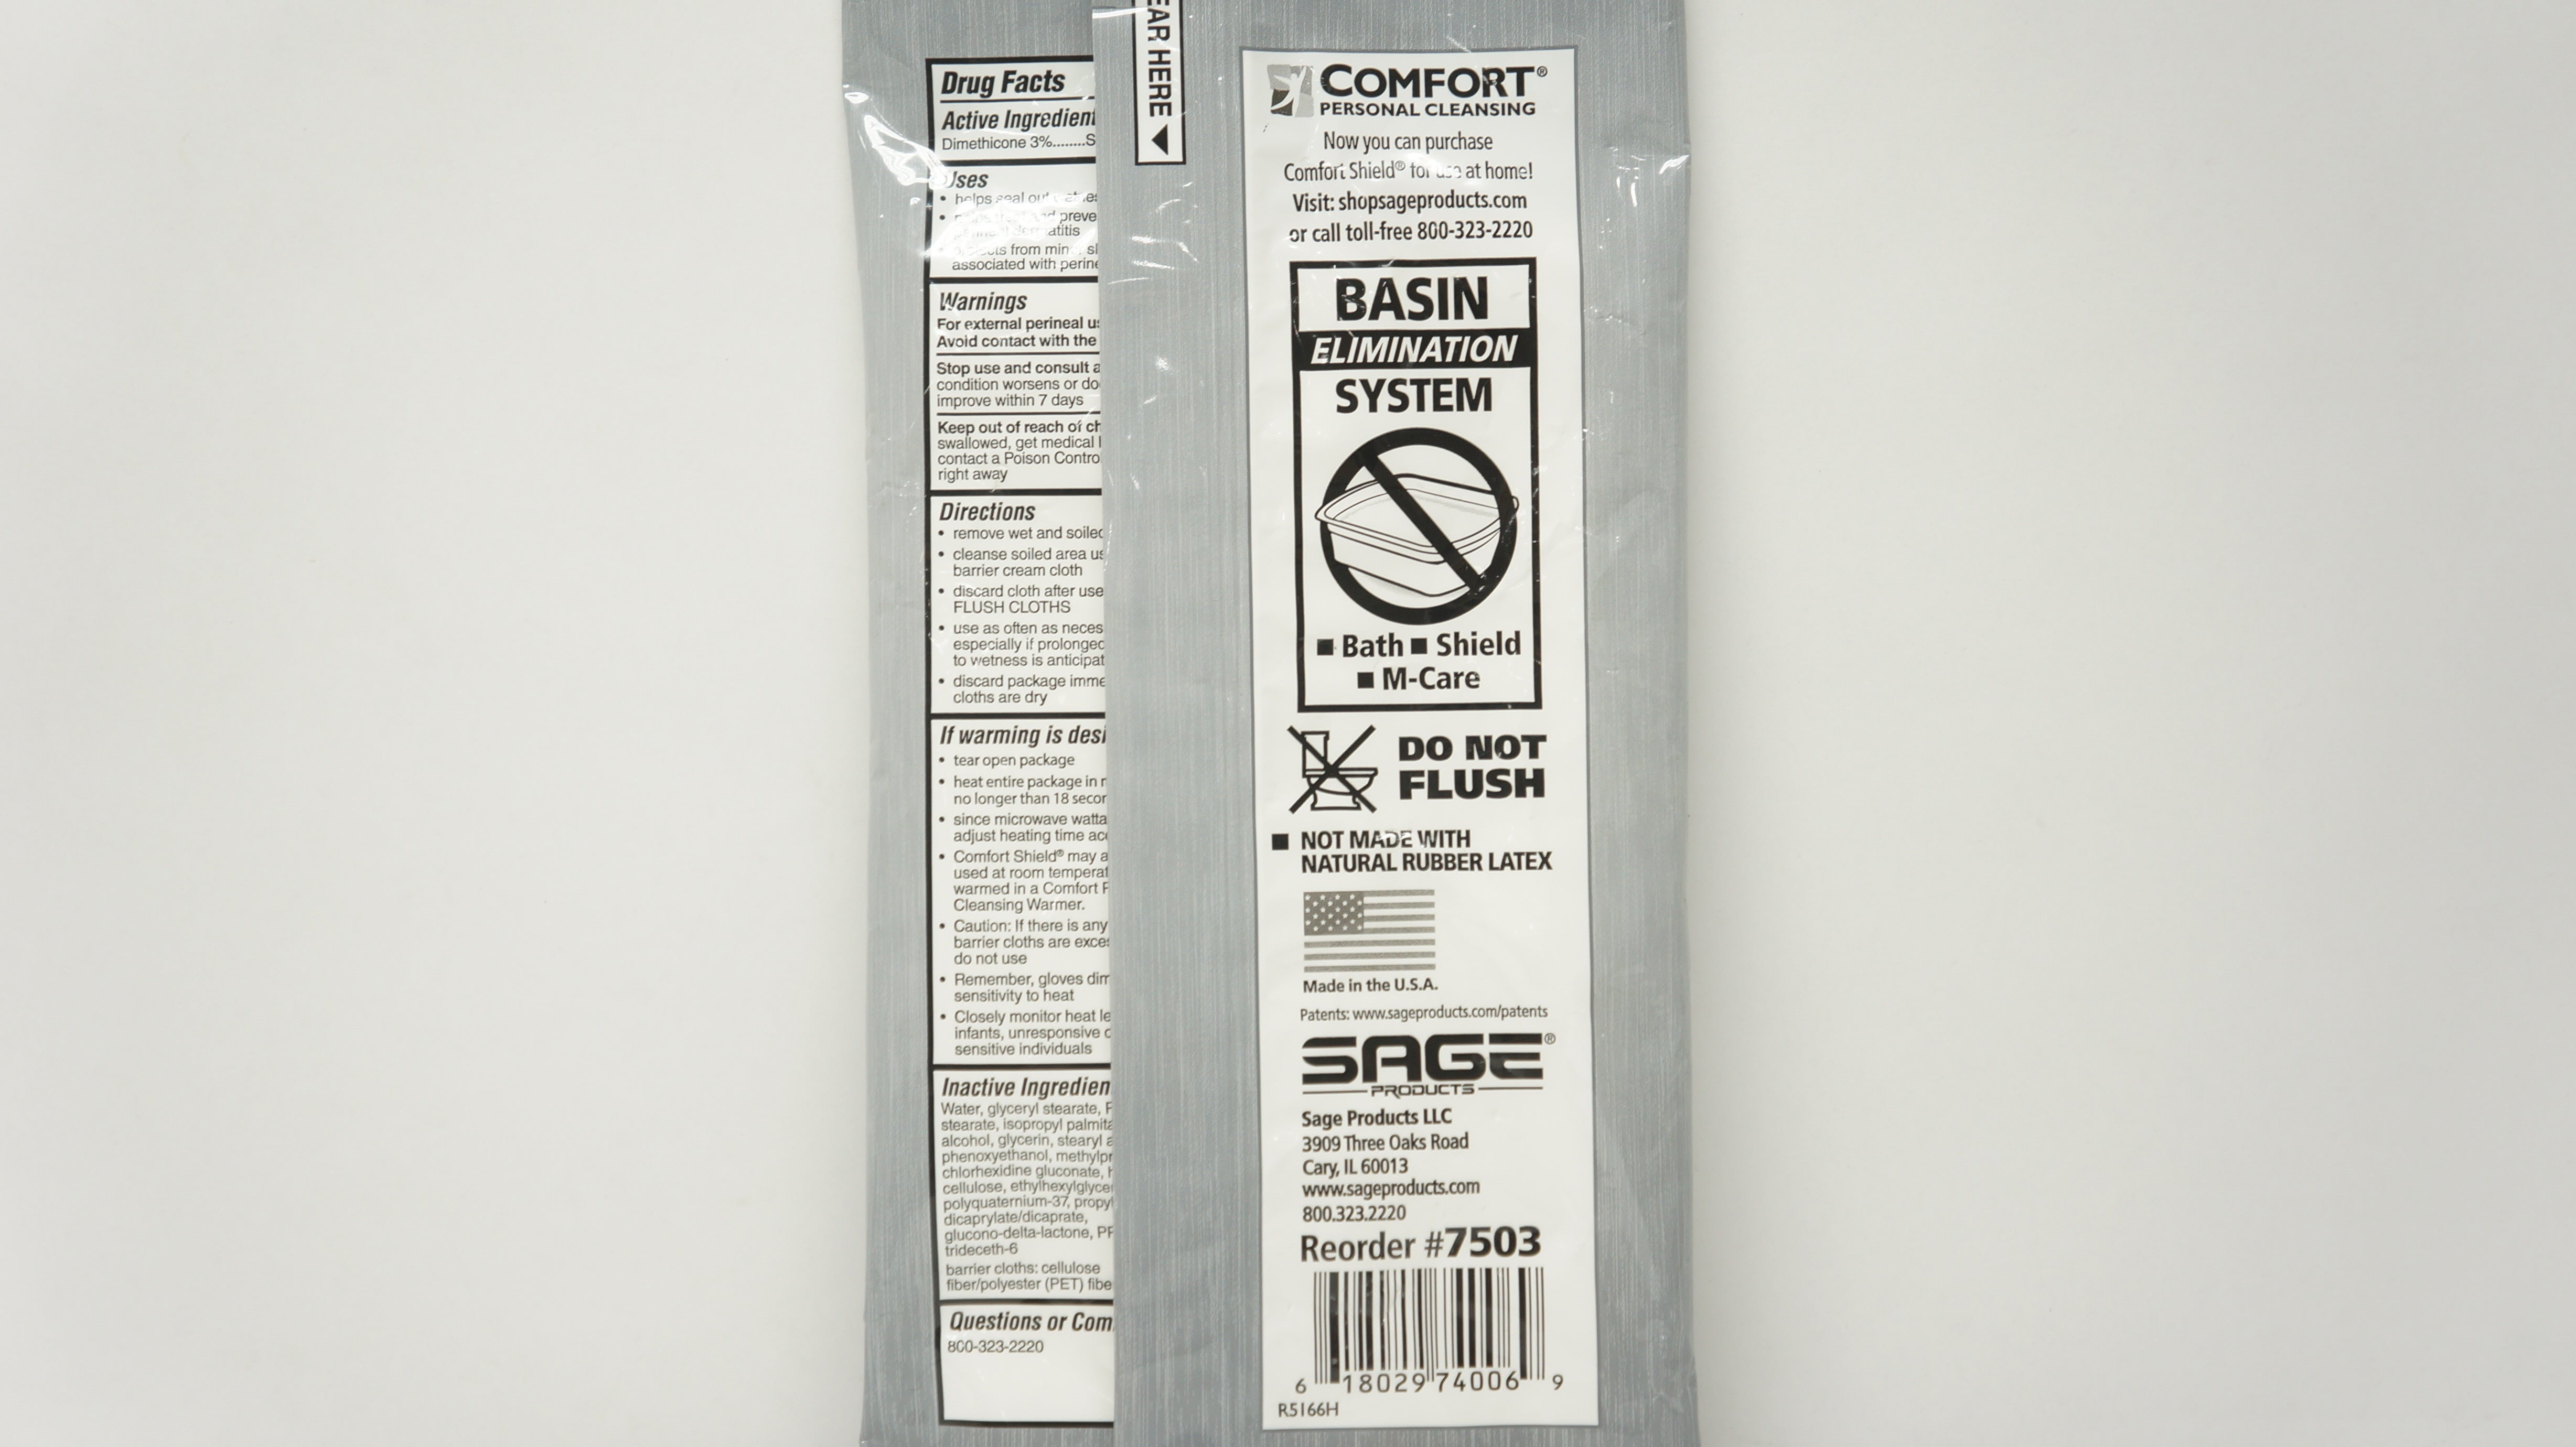 Drug Facts
Active Ingredient
Dimethicone 3%........S
Uses
• helps seal out
• and preve
• from sl
associated with perine
Warnings
For external perineal u
Avoid contact with the
Stop use and consult a
condition worsens or do
improve within 7 days
Keep out of reach of ch
swallowed, get medical
contact a Poison Contro
right away
Directions
• remove wet and soiled
• cleanse soiled area us
barrier cream cloth
• discard cloth after use
FLUSH CLOTHS
• use as often as neces
especially if prolonged
to wetness is anticipat
• discard package imme
cloths are dry
If warming is desi
• tear open package
• heat entire package in
no longer than 18 secon
• since microwave watta
adjust heating time acc
• Comfort Shield® may a
used at room temperat
warmed in a Comfort P
Cleansing Warmer.
• Caution: If there is any
barrier cloths are exces
do not use
• Remember, gloves dim
sensitivity to heat
• Closely monitor heat le
infants, unresponsive o
sensitive individuals
Inactive Ingredien
Water, glyceryl stearate, P
stearate, isopropyl palmita
alcohol, glycerin, stearyl a
phenoxyethanol, methylpr
chlorhexidine gluconate, h
cellulose, ethylhexylglycer
polyquaternium-37, propyl
dicaprylate/dicaprate,
glucono-delta-lactone, PP
trideceth-6
barrier cloths: cellulose
fiber/polyester (PET) fibe
Questions or Com
800-323-2220
EAR HERE
COMFORT®
PERSONAL CLEANSING
Now you can purchase
Comfort Shield® for use at home!
Visit: shopsageproducts.com
or call toll-free 800-323-2220
BASIN
ELIMINATION
SYSTEM
■ Bath ■ Shield
■ M-Care
DO NOT
FLUSH
■ NOT MADE WITH
NATURAL RUBBER LATEX
Made in the U.S.A.
Patents: www.sageproducts.com/patents
SAGE®
PRODUCTS
Sage Products LLC
3909 Three Oaks Road
Cary, IL 60013
www.sageproducts.com
800.323.2220
Reorder #7503
6 18029 74006 9
R5166H